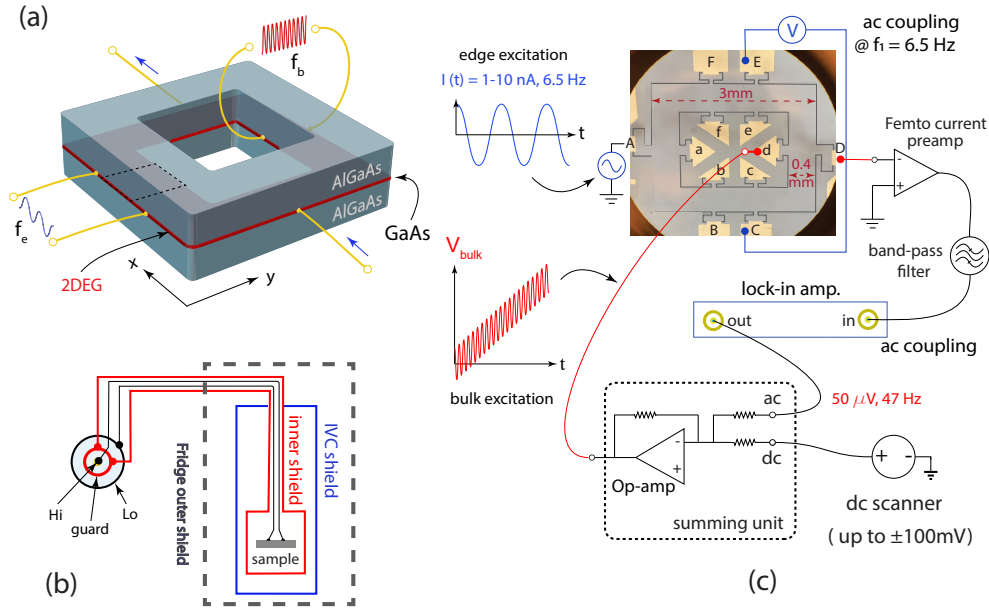 (a)
f_b
AlGaAs
AlGaAs
GaAs
f_e
2DEG
x
y
Hi
guard
Lo
Fridge outer shield
inner shield
IVC shield
sample
(b)
edge excitation
I (t) = 1-10 nA, 6.5 Hz
t
V
ac coupling
@ f₁ = 6.5 Hz
F
E
3mm
A
f
e
a
d
b
c
0.4
mm
D
B
C
Femto current
preamp
-
+
band-pass
filter
V_bulk
t
bulk excitation
lock-in amp.
out
in
ac coupling
ac
50 μV, 47 Hz
-
+
dc
Op-amp
summing unit
+
-
dc scanner
( up to ±100mV)
(c)